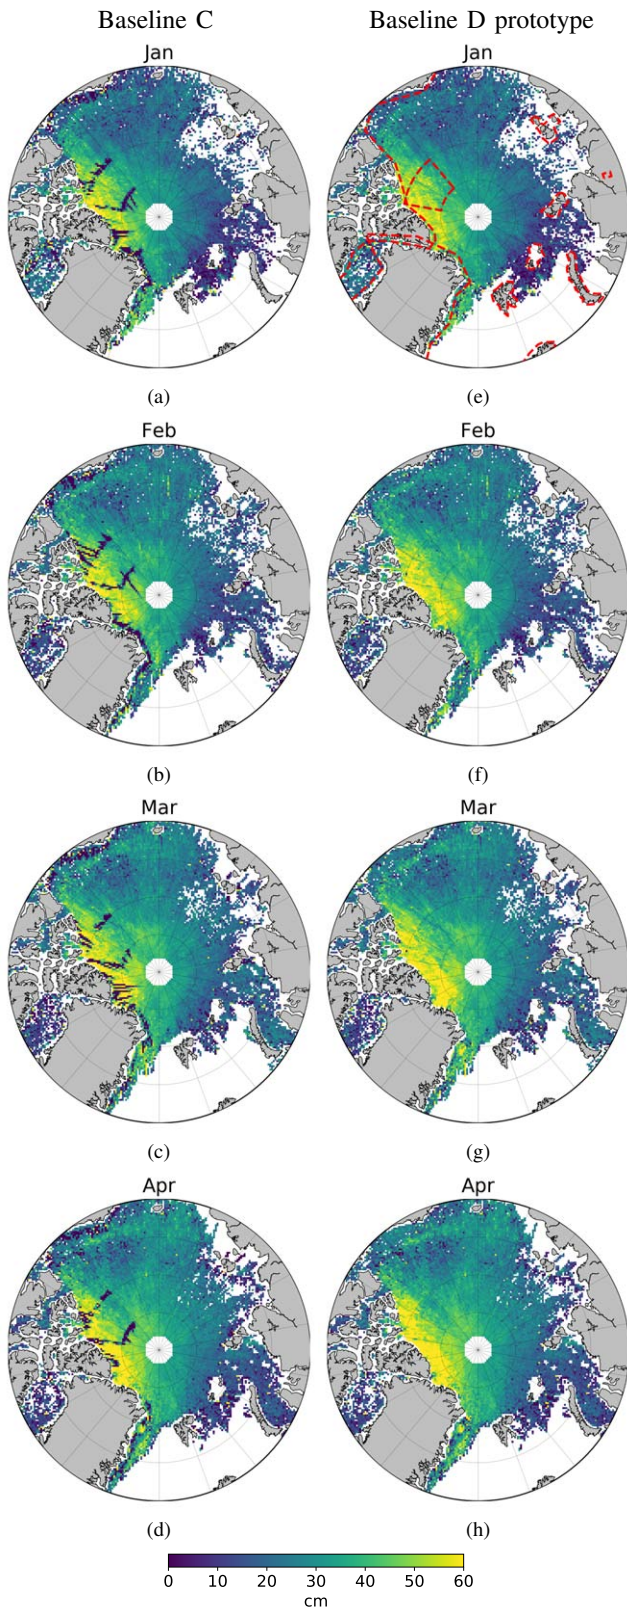 Baseline C Baseline D prototype
Jan Jan
(a) (e)
Feb Feb
(b) (f)
Mar Mar
(c) (g)
Apr Apr
(d) (h)
0 10 20 30 40 50 60
cm